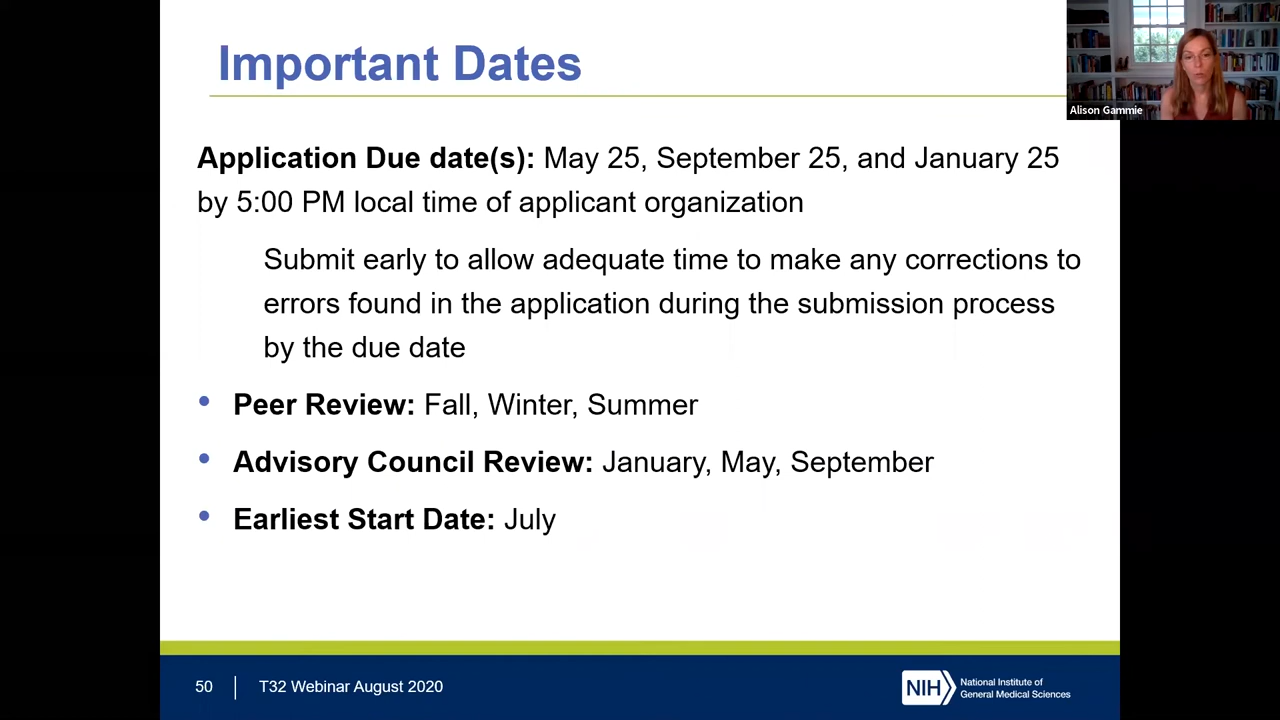 Important Dates
Alison Gammie
Application Due date(s): May 25, September 25, and January 25
by 5:00 PM local time of applicant organization
Submit early to allow adequate time to make any corrections to
errors found in the application during the submission process
by the due date
• Peer Review: Fall, Winter, Summer
• Advisory Council Review: January, May, September
• Earliest Start Date: July
50 | T32 Webinar August 2020
NIH
National Institute of
General Medical Sciences